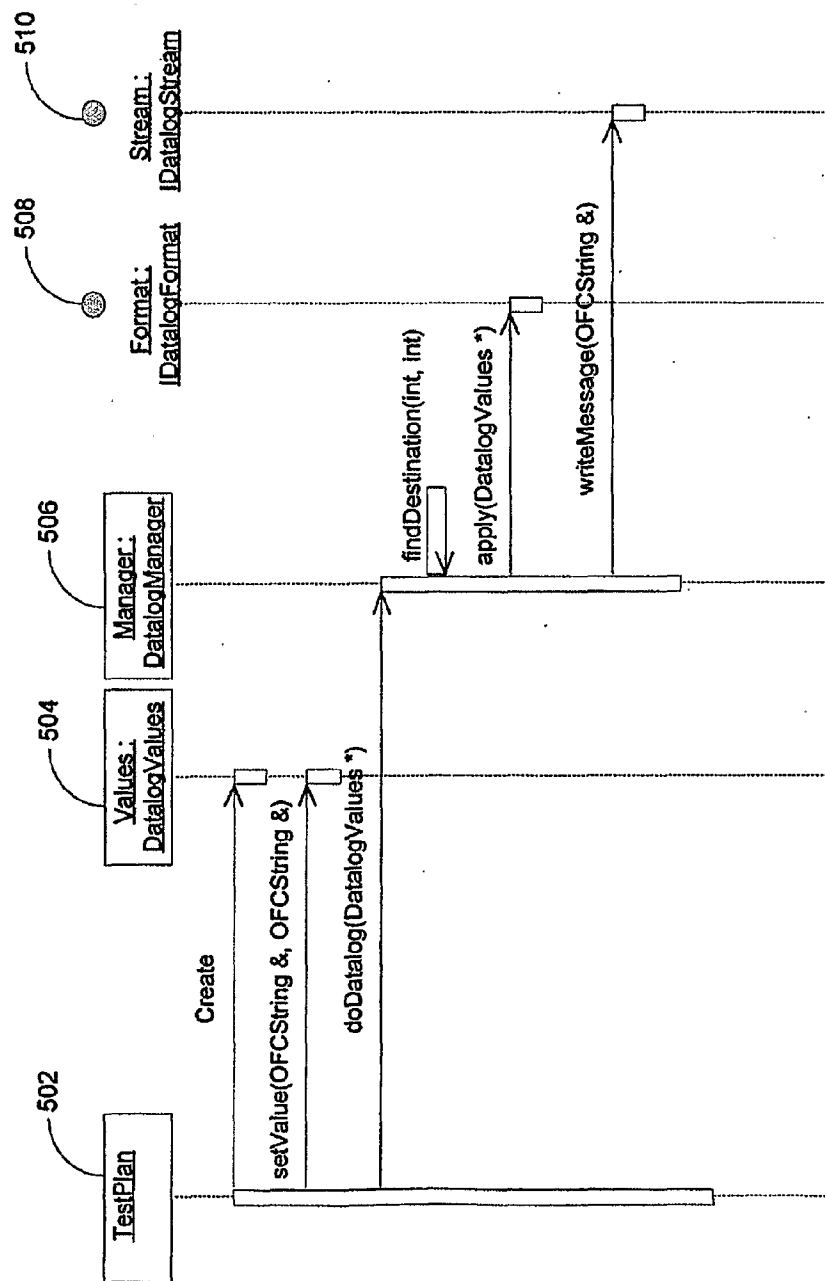 502
504
506
508
510
TestPlan
Values :
DatalogValues
Manager :
DatalogManager
Format :
IDatalogFormat
Stream :
IDatalogStream
Create
setValue(OFCString &, OFCString &)
doDatalog(DatalogValues *)
findDestination(int, int)
apply(DatalogValues *)
writeMessage(OFCString &)